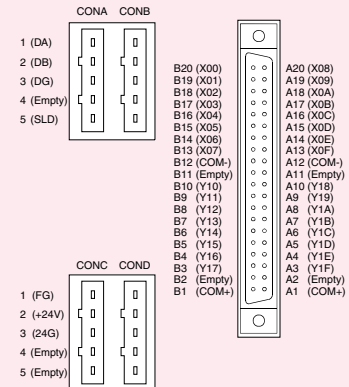 CONA CONB
1 (DA)
2 (DB)
3 (DG)
4 (Empty)
5 (SLD)
CONC COND
1 (FG)
2 (+24V)
3 (24G)
4 (Empty)
5 (Empty)
B20 (X00) A20 (X08)
B19 (X01) A19 (X09)
B18 (X02) A18 (X0A)
B17 (X03) A17 (X0B)
B16 (X04) A16 (X0C)
B15 (X05) A15 (X0D)
B14 (X06) A14 (X0E)
B13 (X07) A13 (X0F)
B12 (COM-) A12 (COM-)
B11 (Empty) A11 (Empty)
B10 (Y10) A10 (Y18)
B9 (Y11) A9 (Y19)
B8 (Y12) A8 (Y1A)
B7 (Y13) A7 (Y1B)
B6 (Y14) A6 (Y1C)
B5 (Y15) A5 (Y1D)
B4 (Y16) A4 (Y1E)
B3 (Y17) A3 (Y1F)
B2 (Empty) A2 (Empty)
B1 (COM+) A1 (COM+)